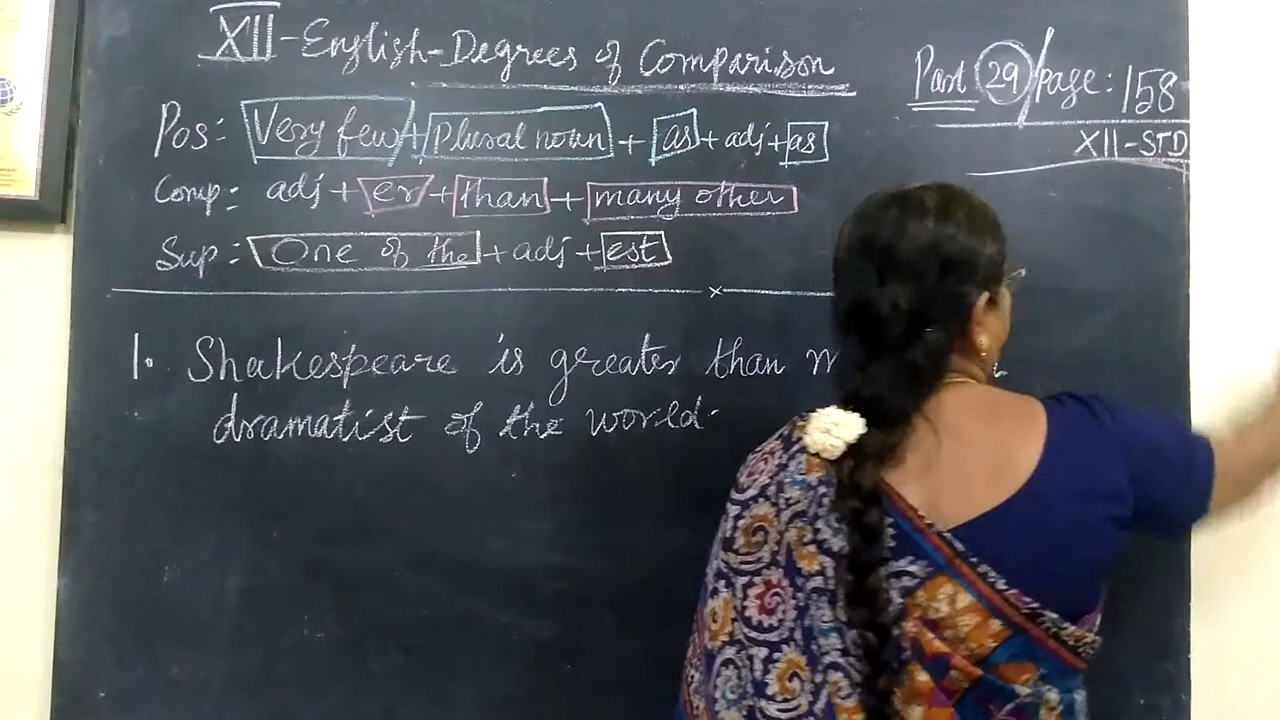 XII-English-Degrees of Comparison
Part 29/page: 158
XII-STD
Pos: Very few + Plural noun + as + adj + as
Comp: adj + er + than + many other
Sup: One of the + adj + est
1. Shakespeare is greater than
dramatist of the world.